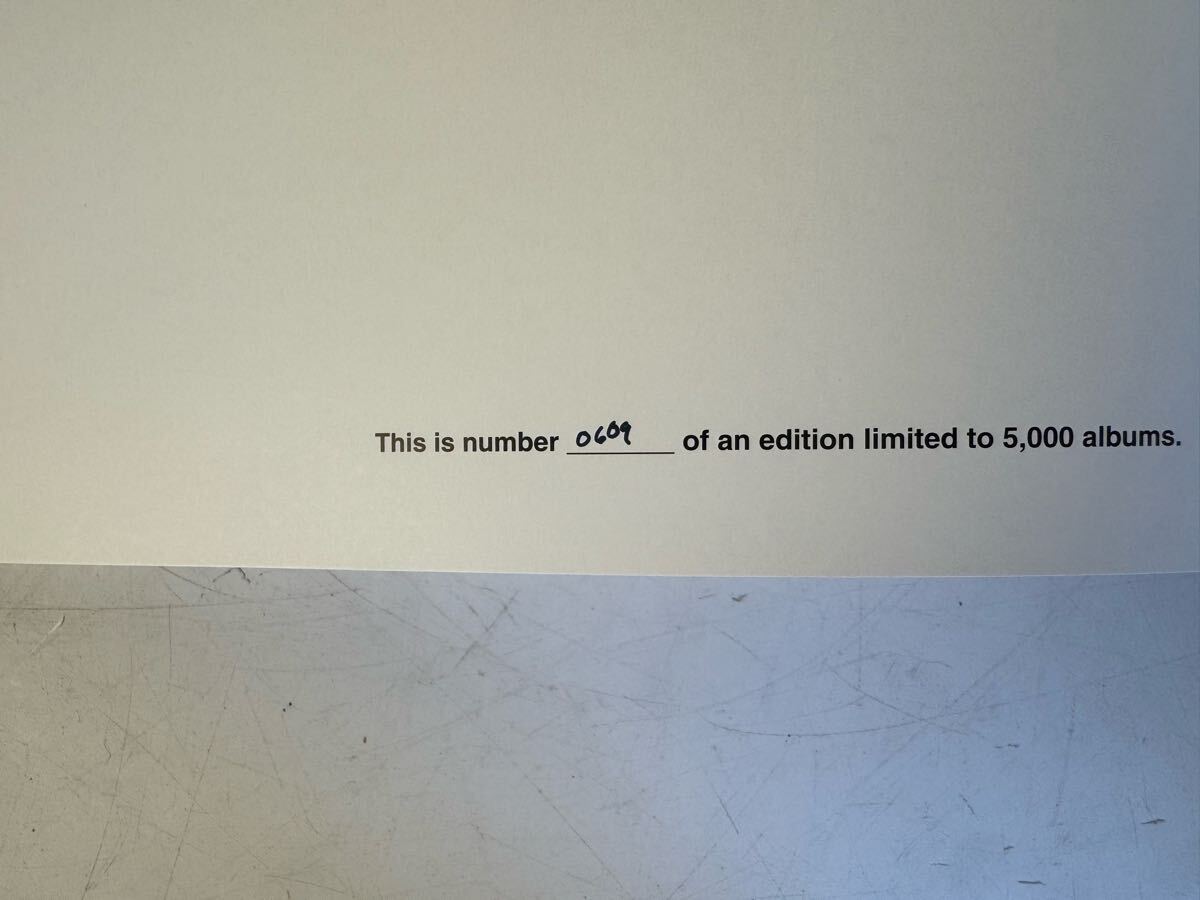 This is number 0609 of an edition limited to 5,000 albums.